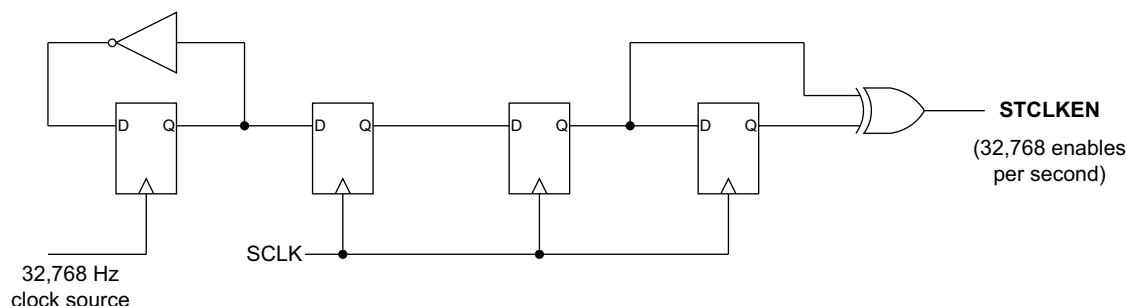 D Q
D Q
D Q
D Q
STCLKEN
(32,768 enables
per second)
SCLK
32,768 Hz
clock source